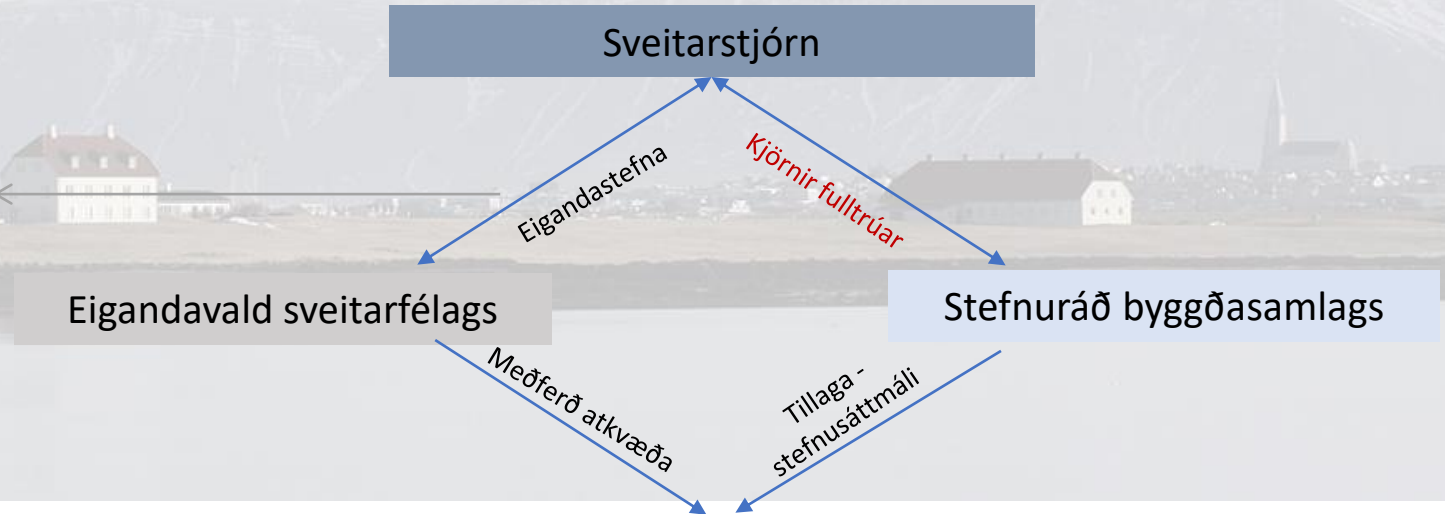 Sveitarstjórn
Eigandastefna
Kjörnir fulltrúar
Eigandavald sveitarfélags
Stefnuráð byggðasamlags
Meðferð atkvæða
Tillaga -
stefnusáttmáli